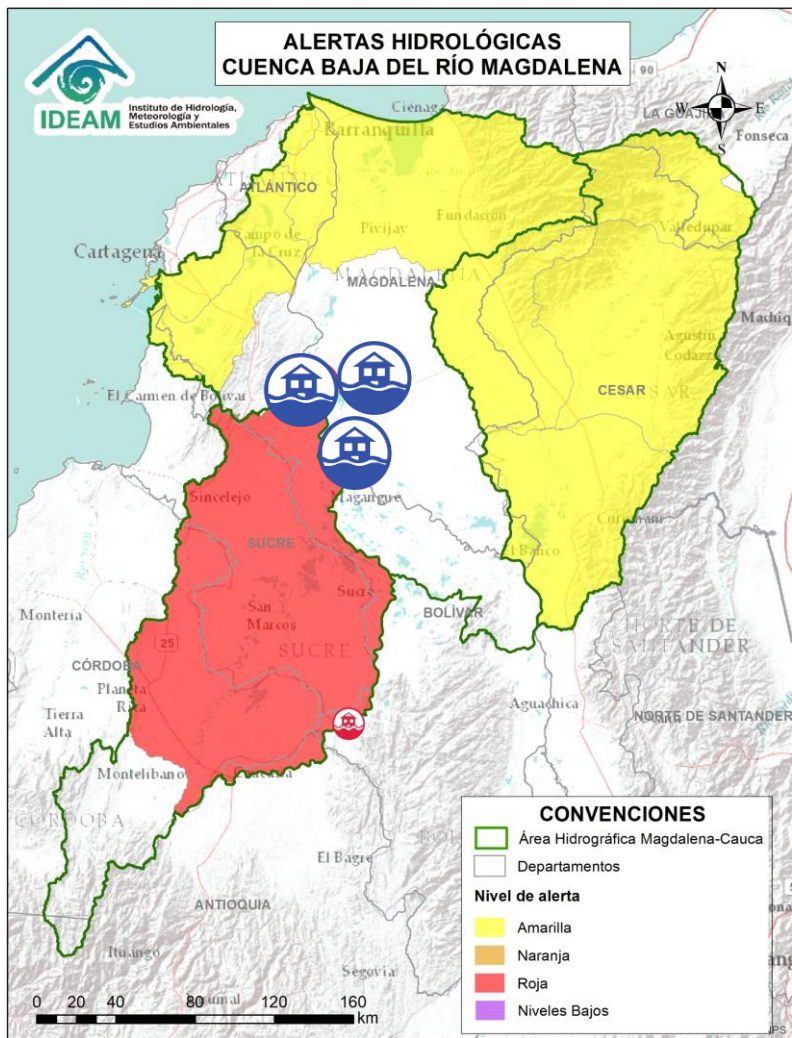 ALERTAS HIDROLÓGICAS
CUENCA BAJA DEL RÍO MAGDALENA
IDEAM
Instituto de Hidrología,
Meteorología y
Estudios Ambientales
N
W
E
S
90
Ciénaga
LA GUAJIRA
Fonseca
Barranquilla
ATLÁNTICO
Pivijay
Fundación
Valledupar
Campo de
la Cruz
Cartagena
MAGDALENA
MAGDALENA
Agustín
Codazzi
CESAR
El Carmen de Bolívar
Magangué
Sincelejo
SUCRE
El Banco
Sucre
BOLÍVAR
San
Marcos
Montería
25
SUCRE
NORTE DE
SANTANDER
CÓRDOBA
Planeta
Rica
Aguachica
NORTE DE SANTANDER
Tierra
Alta
Montelíbano
CÓRDOBA
El Bagre
ANTIOQUIA
Ituango
Segovia
CONVENCIONES
Área Hidrográfica Magdalena-Cauca
Departamentos
Nivel de alerta
Amarilla
Naranja
Roja
Niveles Bajos
0 20 40 80 120 160
km